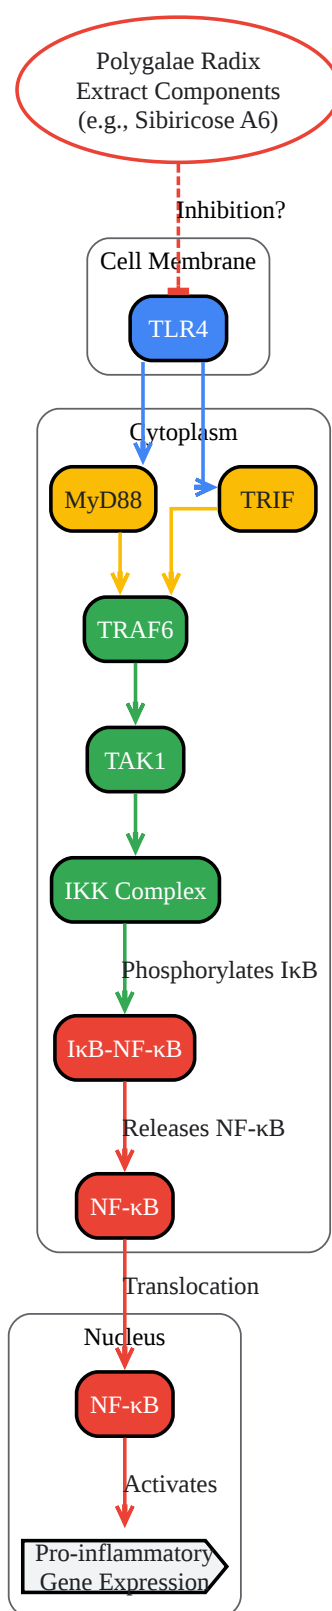 Polygalae Radix
Extract Components
(e.g., Sibiricose A6)
Inhibition?
Cell Membrane
TLR4
Cytoplasm
MyD88
TRIF
TRAF6
TAK1
IKK Complex
Phosphorylates IκB
IκB-NF-κB
Releases NF-κB
NF-κB
Translocation
Nucleus
NF-κB
Activates
Pro-inflammatory
Gene Expression